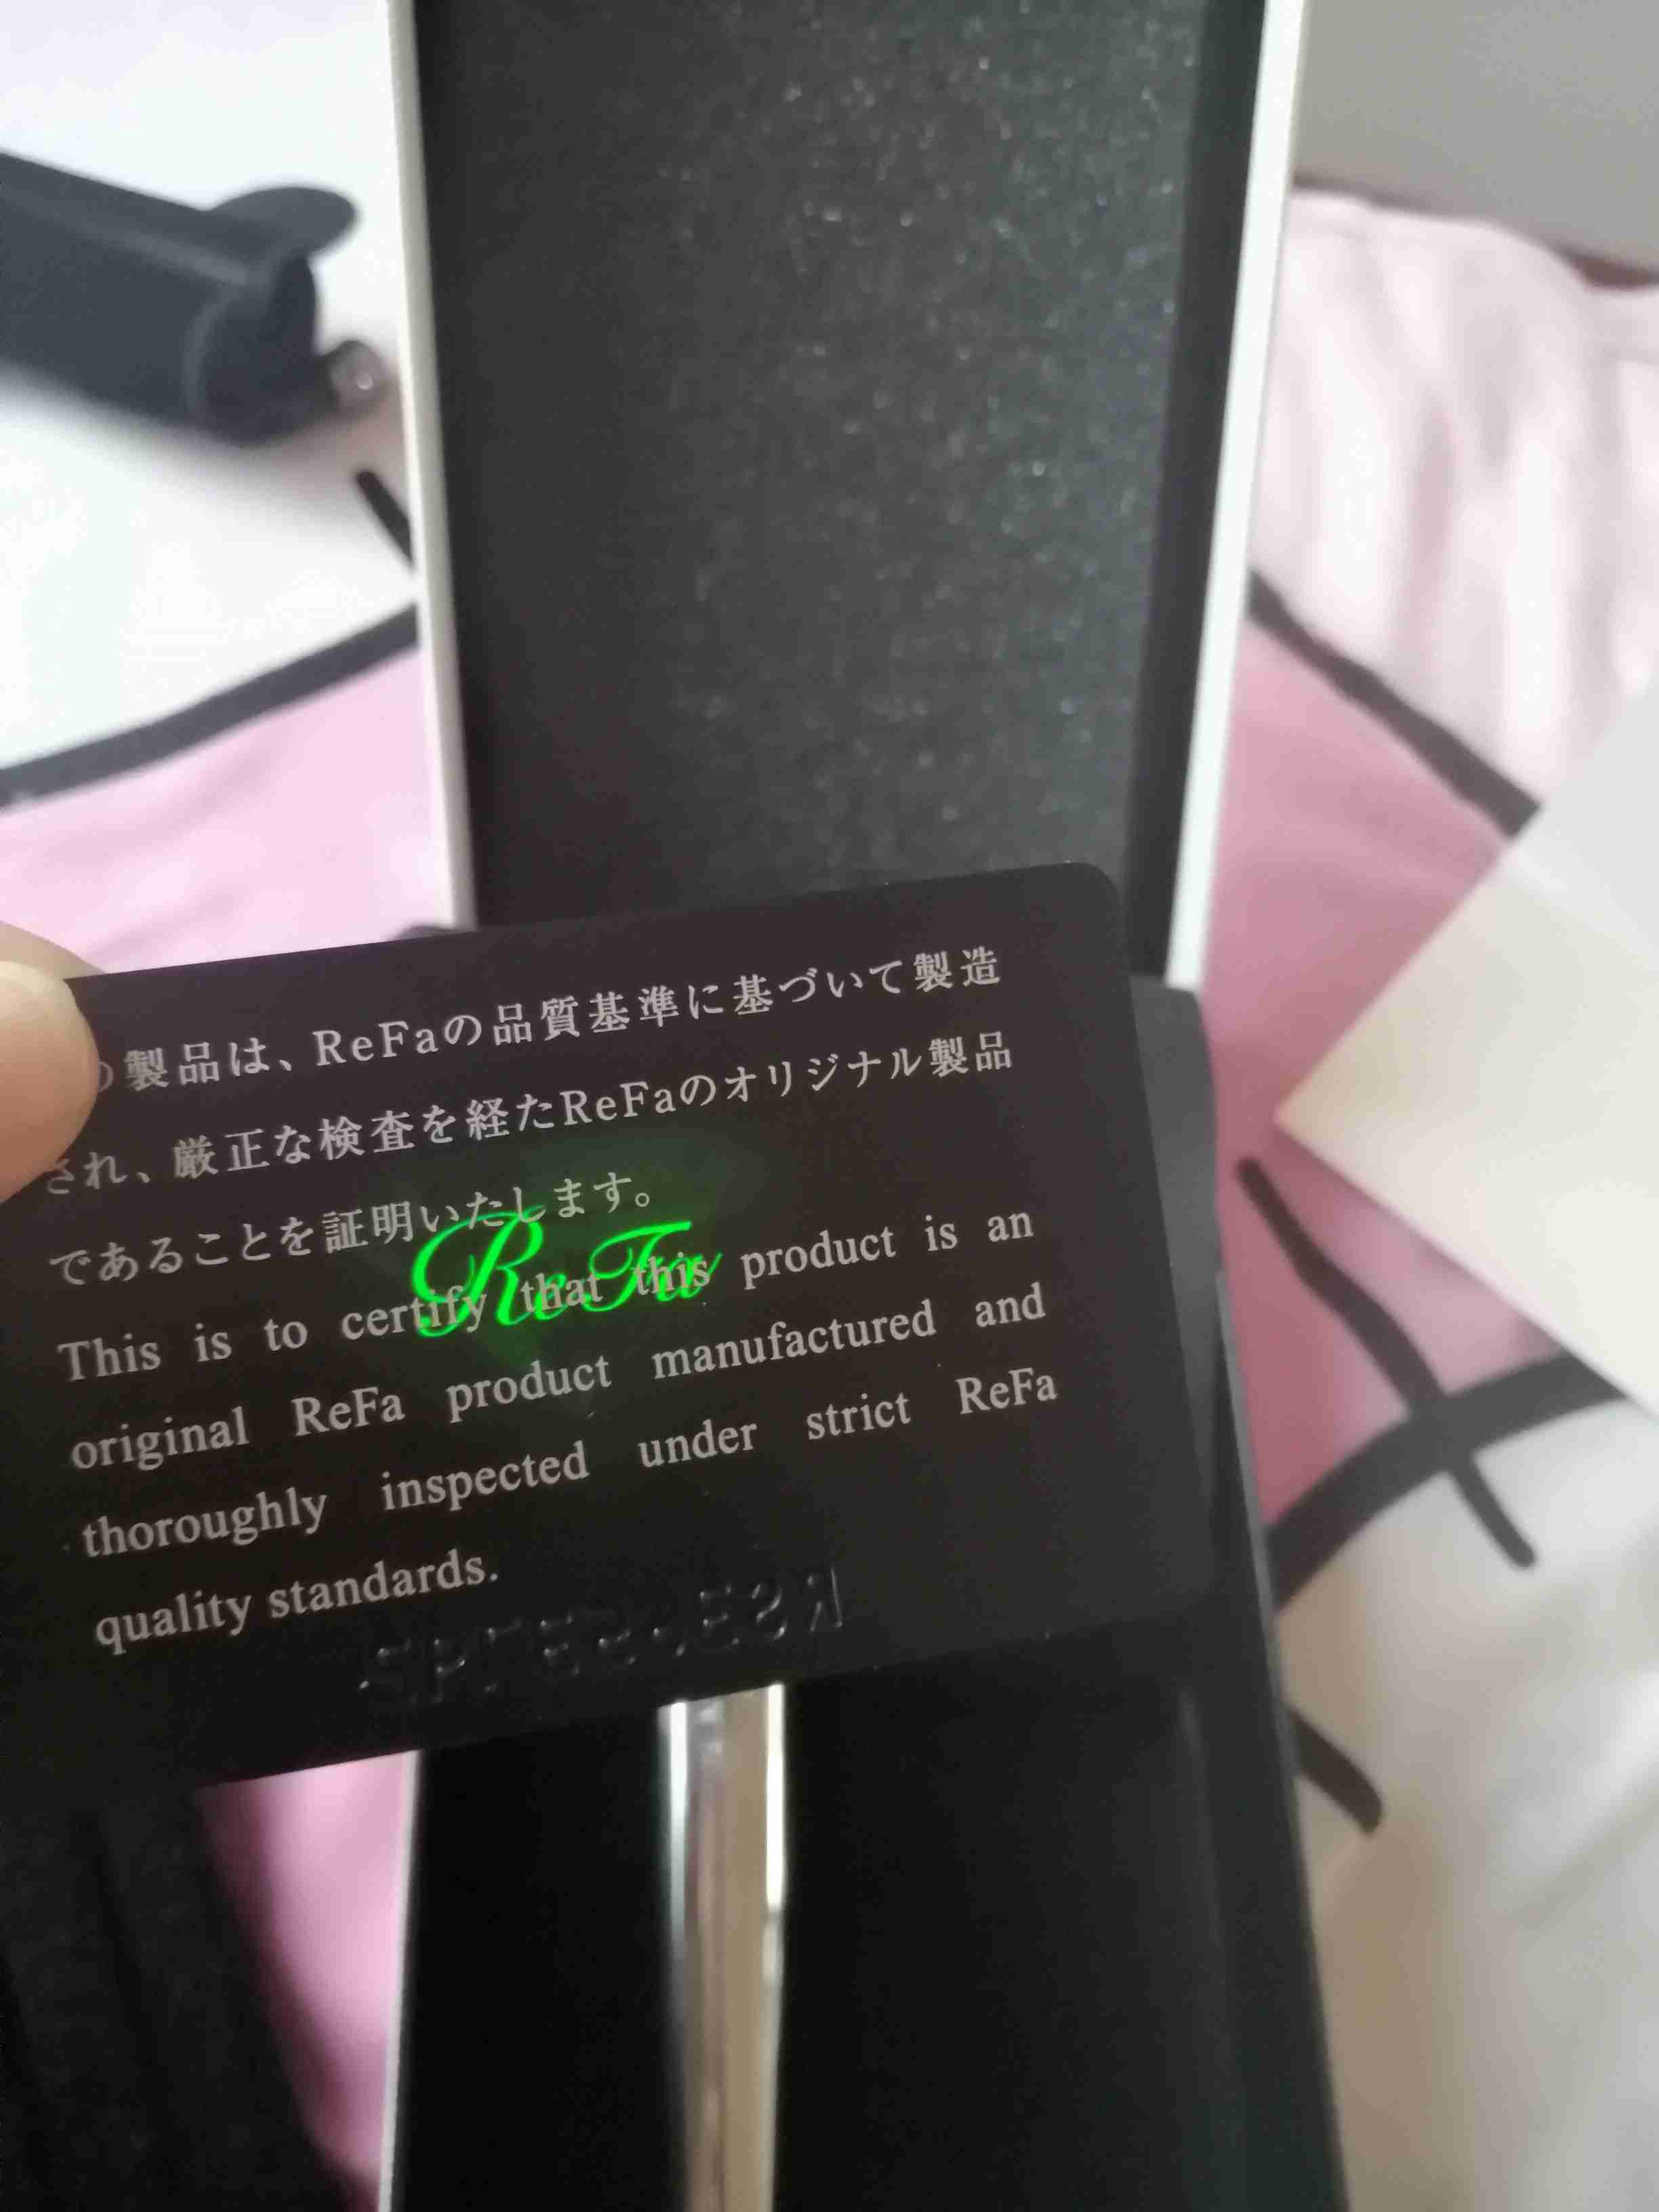 の製品は、ReFaの品質基準に基づいて製造
され、厳正な検査を経たReFaのオリジナル製品
であることを証明いたします。
ReFa
This is to certify that this product is an
original ReFa product manufactured and
thoroughly inspected under strict ReFa
quality standards.